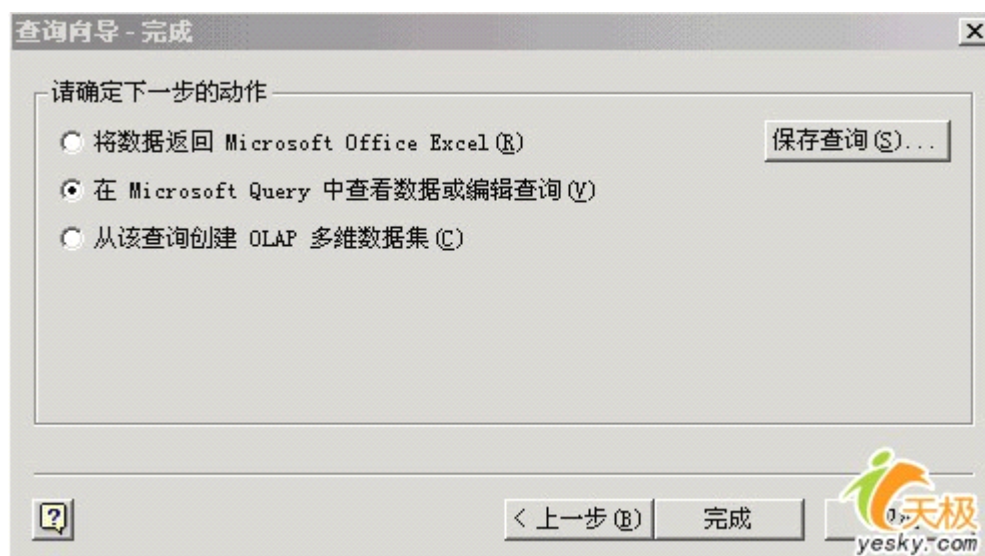 查询向导 - 完成
请确定下一步的动作
将数据返回 Microsoft Office Excel(R)
保存查询(S)...
在 Microsoft Query 中查看数据或编辑查询(V)
从该查询创建 OLAP 多维数据集(C)
< 上一步(B)
完成
天极
yesky.com